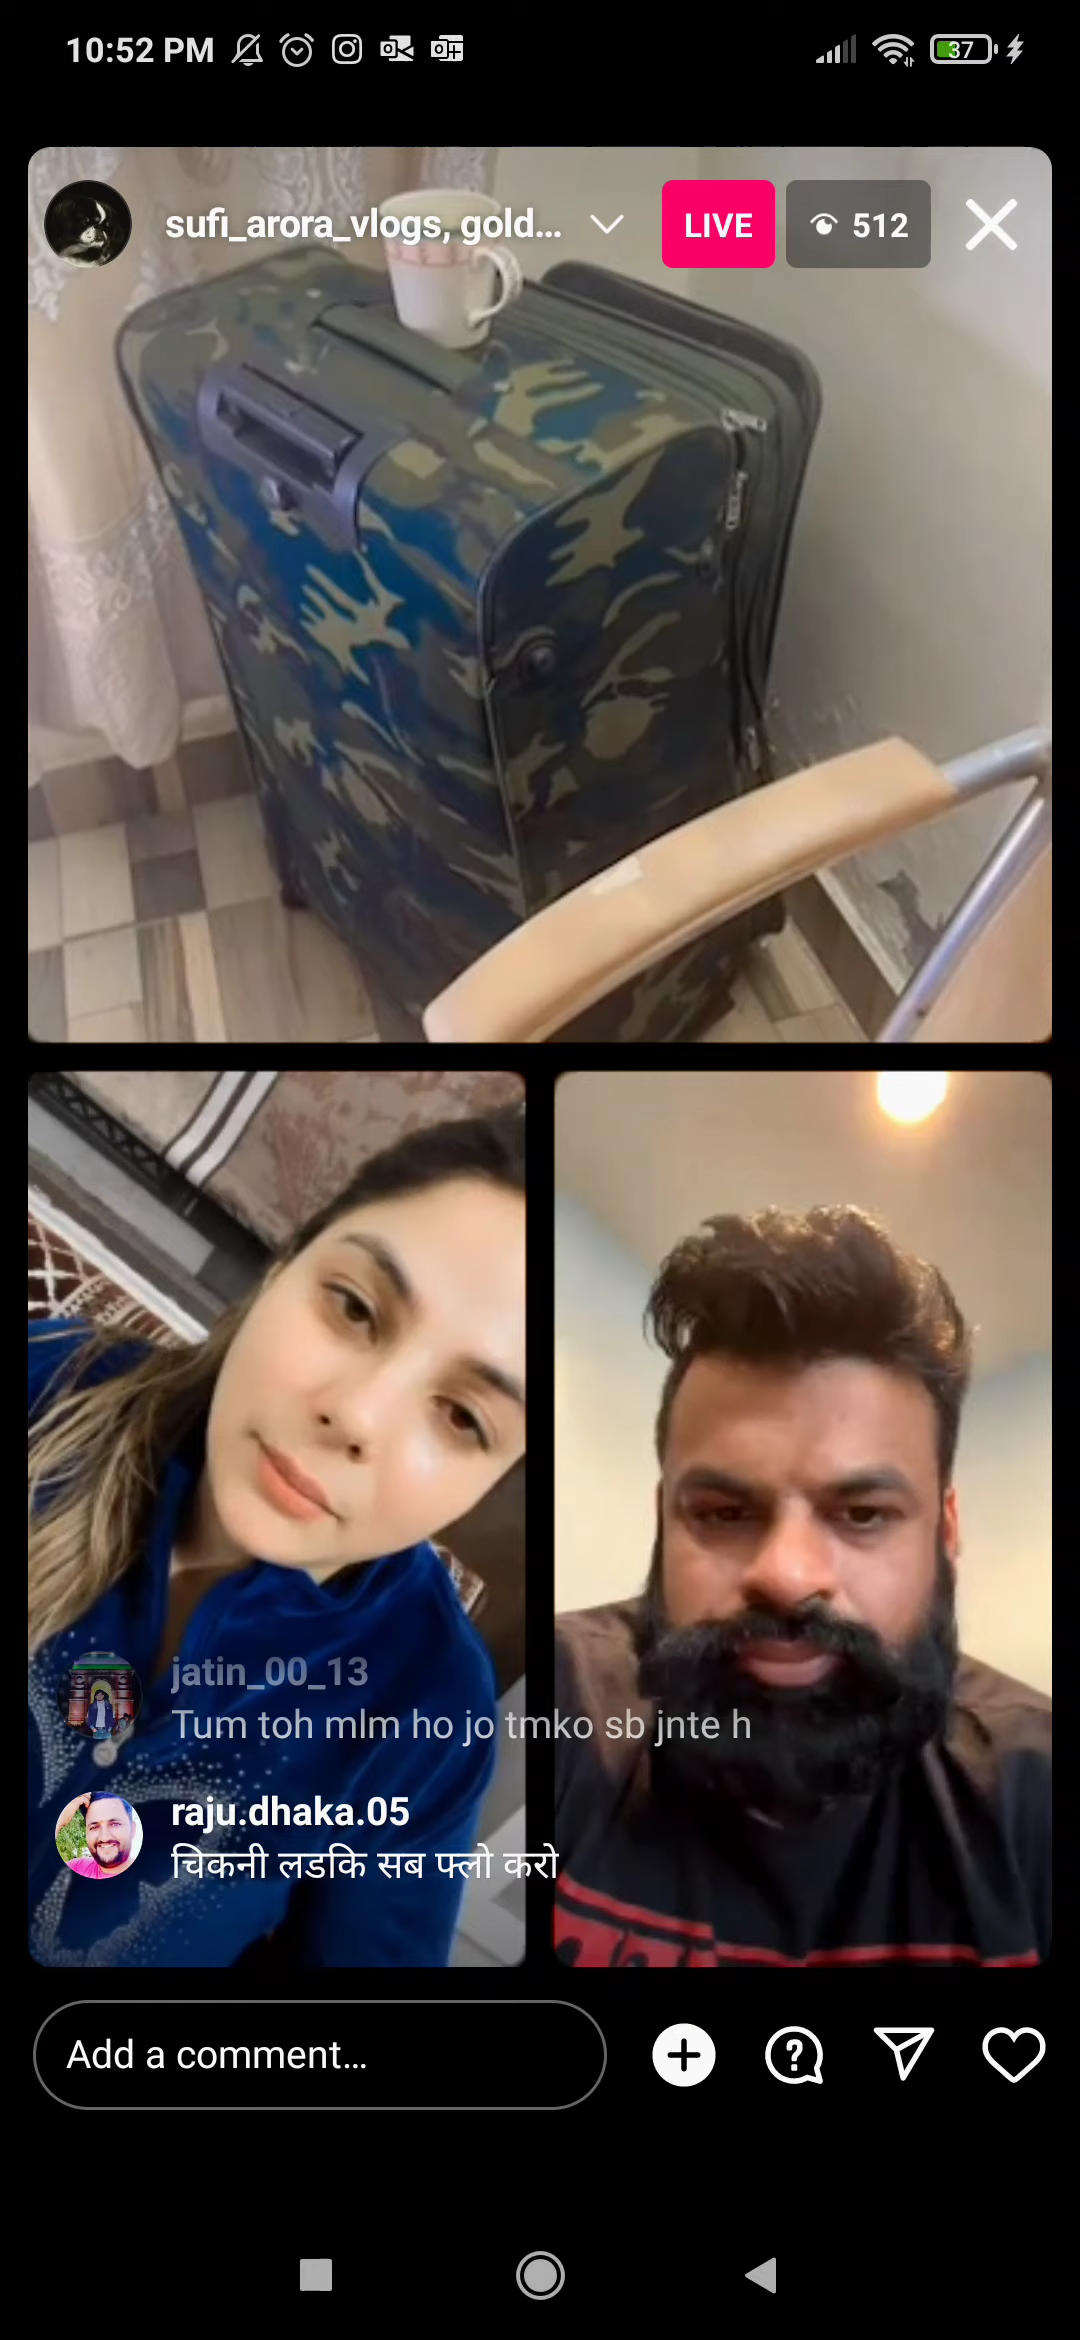 10:52 PM
37
sufi_arora_vlogs, gold...
LIVE
512
jatin_00_13
Tum toh mlm ho jo tmko sb jnte h
raju.dhaka.05
चिकनी लडकि सब फ्लो करो
Add a comment...